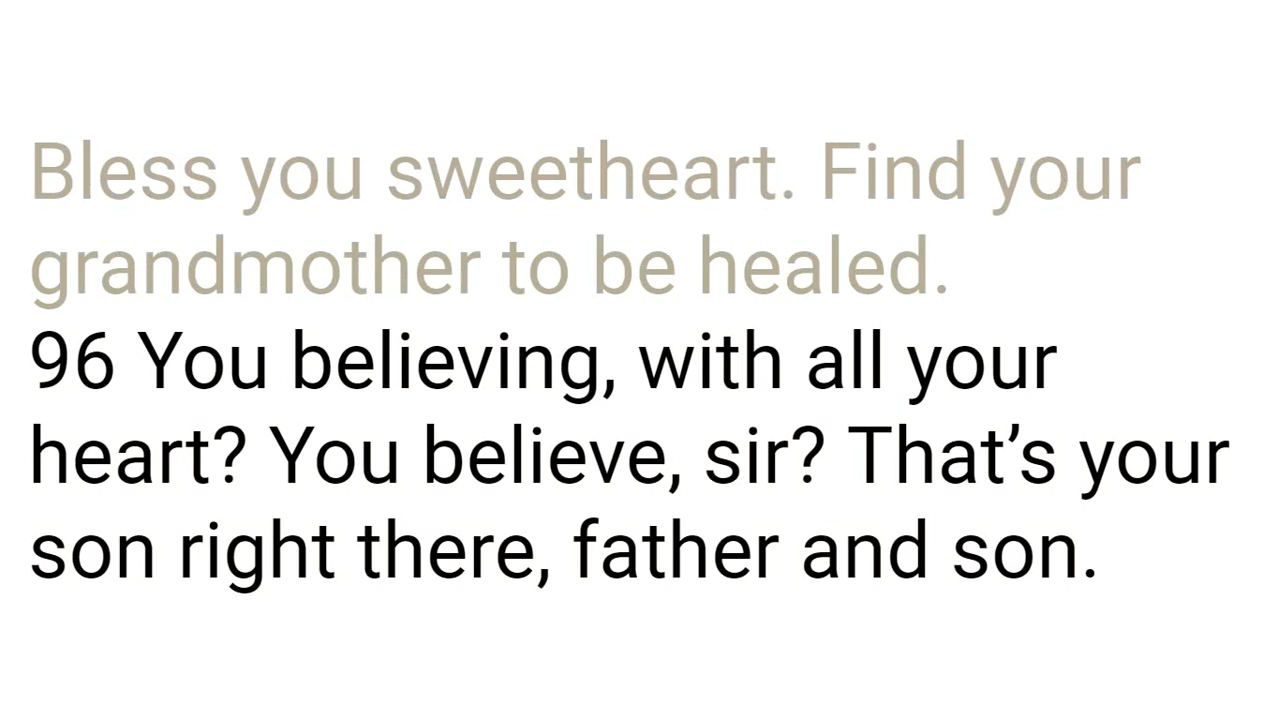 Bless you sweetheart. Find your
grandmother to be healed.
96 You believing, with all your
heart? You believe, sir? That’s your
son right there, father and son.